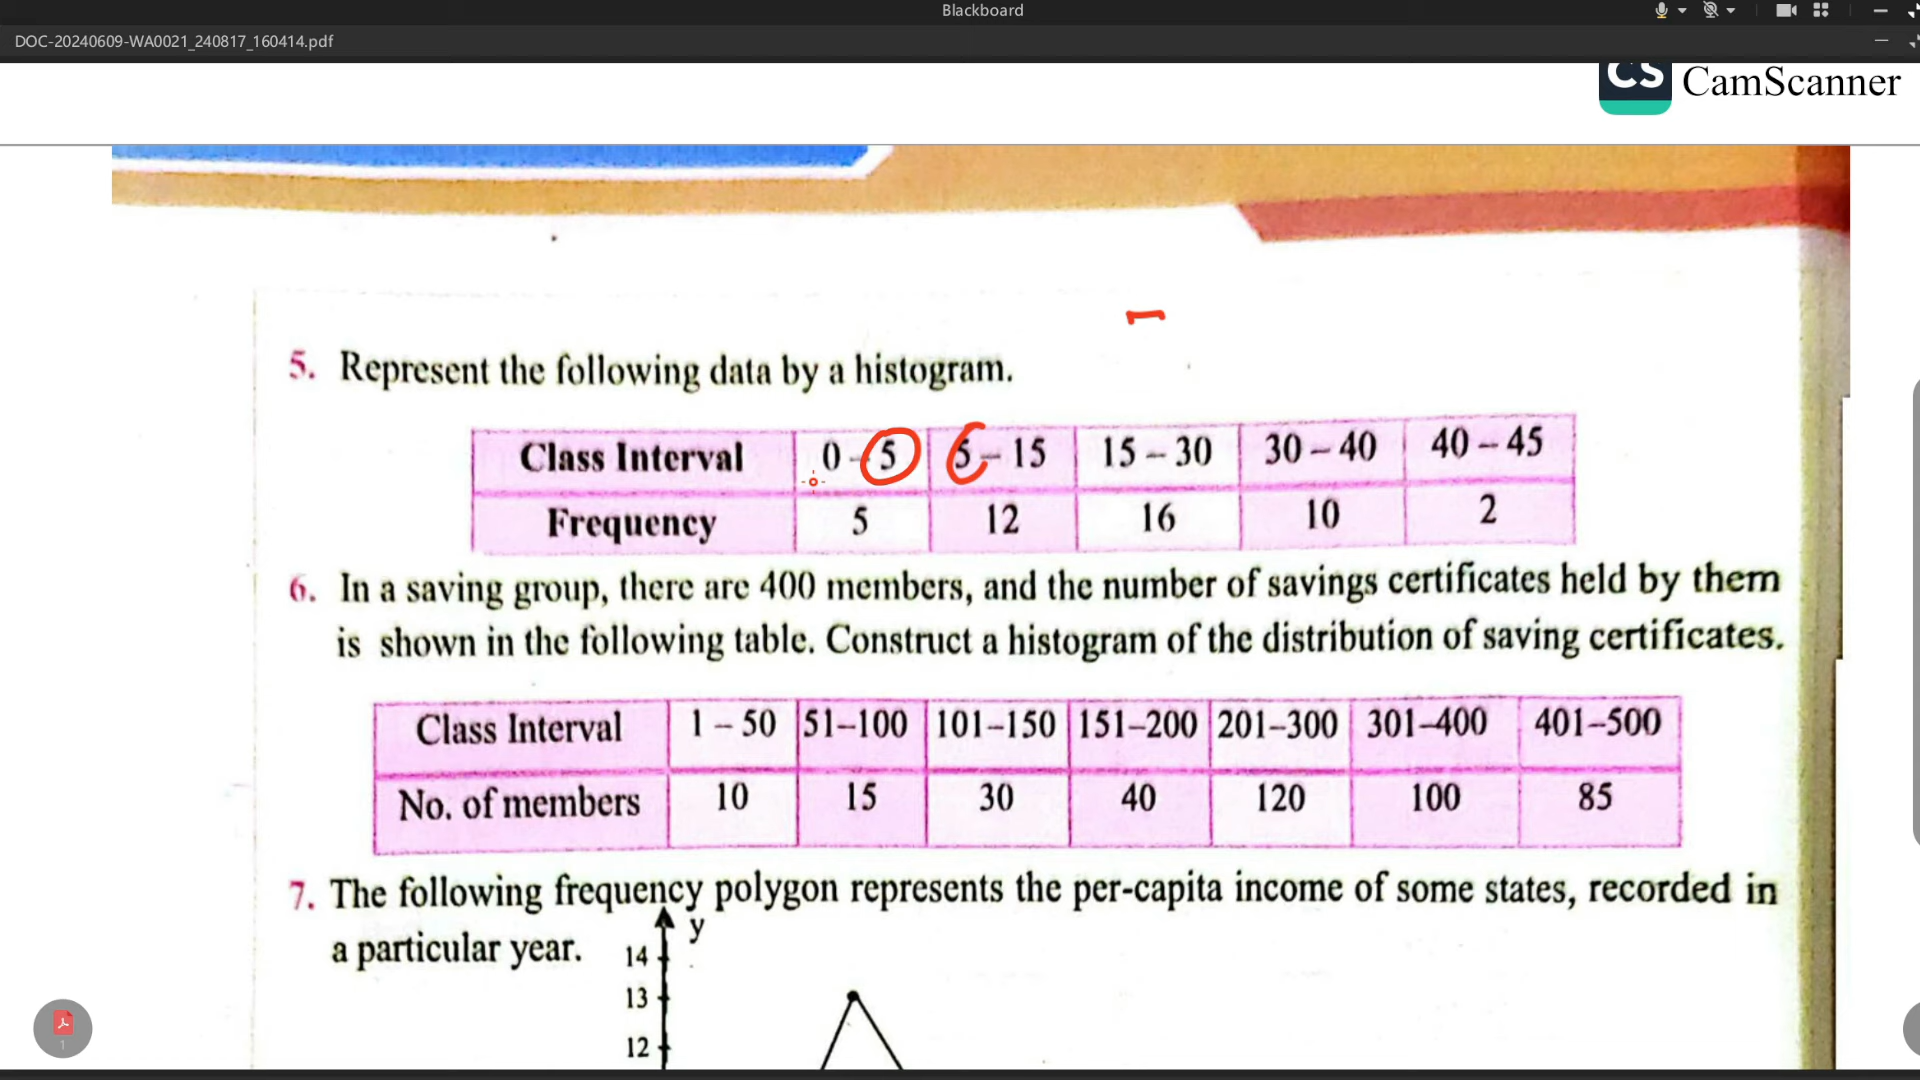 Blackboard
DOC-20240609-WA0021_240817_160414.pdf
CS CamScanner
5. Represent the following data by a histogram.
Class Interval 0 – 5 5 – 15 15 – 30 30 – 40 40 – 45
Frequency 5 12 16 10 2
6. In a saving group, there are 400 members, and the number of savings certificates held by them
is shown in the following table. Construct a histogram of the distribution of saving certificates.
Class Interval 1 – 50 51–100 101–150 151–200 201–300 301–400 401–500
No. of members 10 15 30 40 120 100 85
7. The following frequency polygon represents the per-capita income of some states, recorded in
a particular year.
y
14
13
12
1